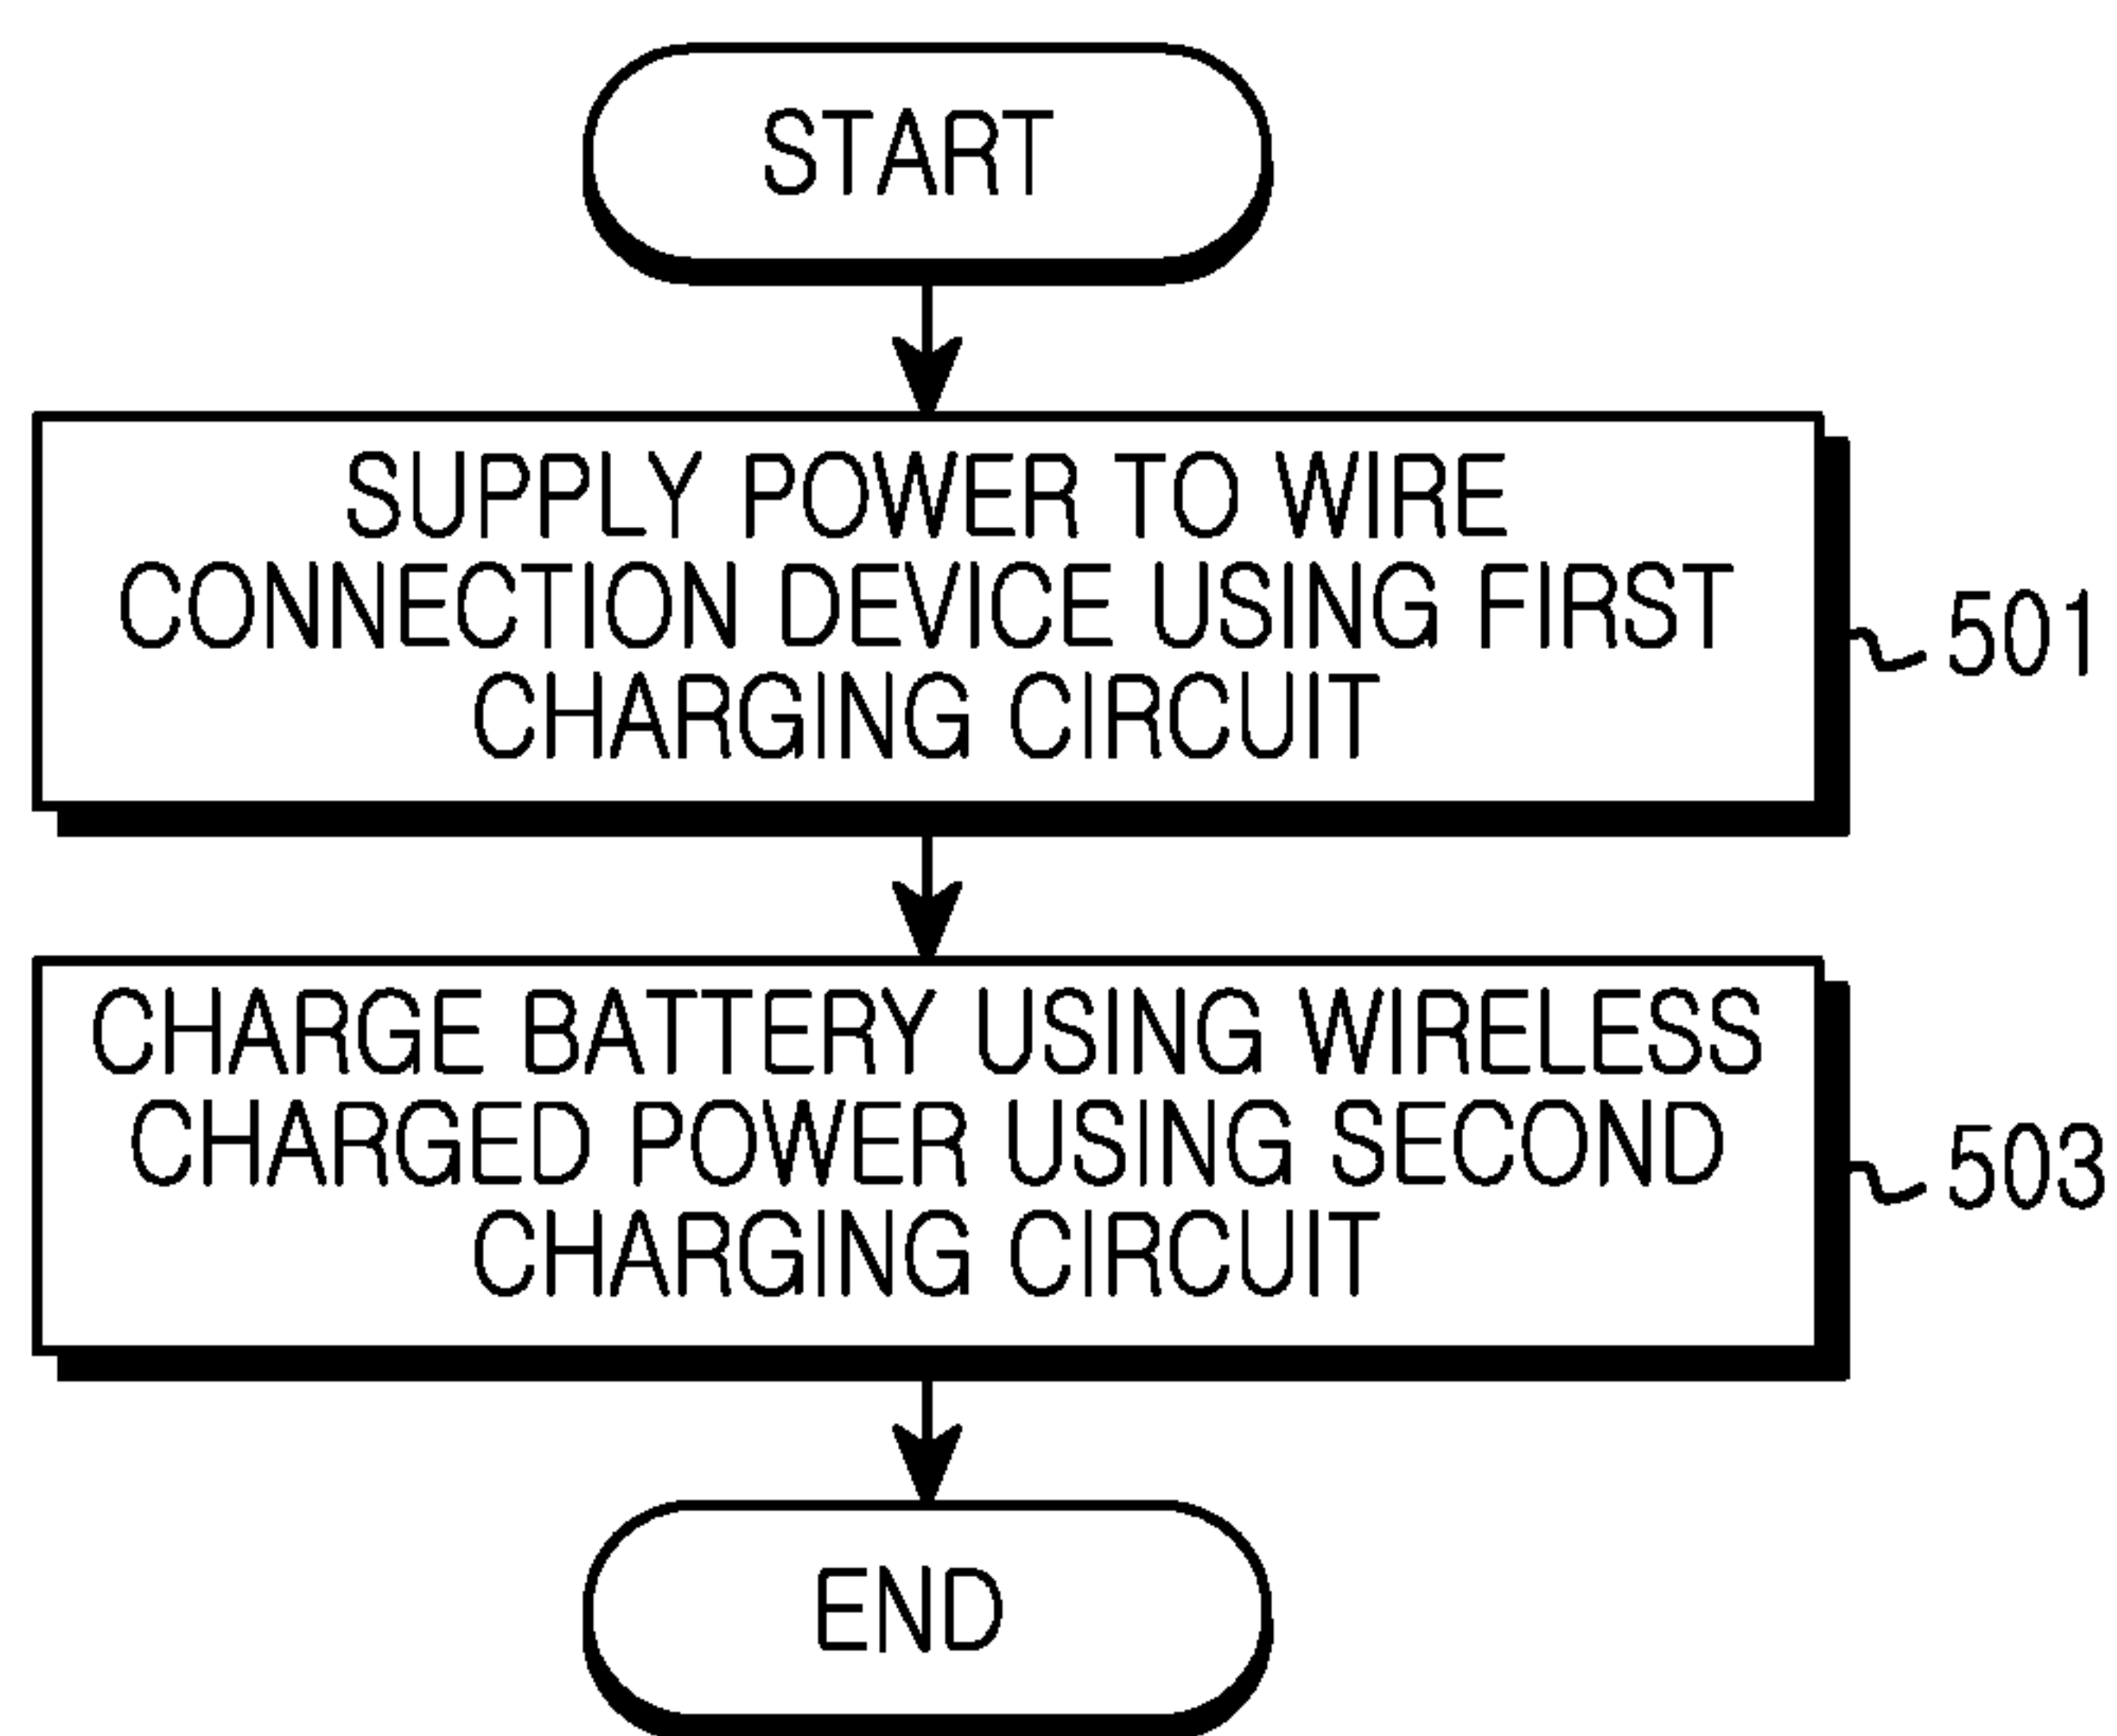 START
SUPPLY POWER TO WIRE
CONNECTION DEVICE USING FIRST
CHARGING CIRCUIT
501
CHARGE BATTERY USING WIRELESS
CHARGED POWER USING SECOND
CHARGING CIRCUIT
503
END